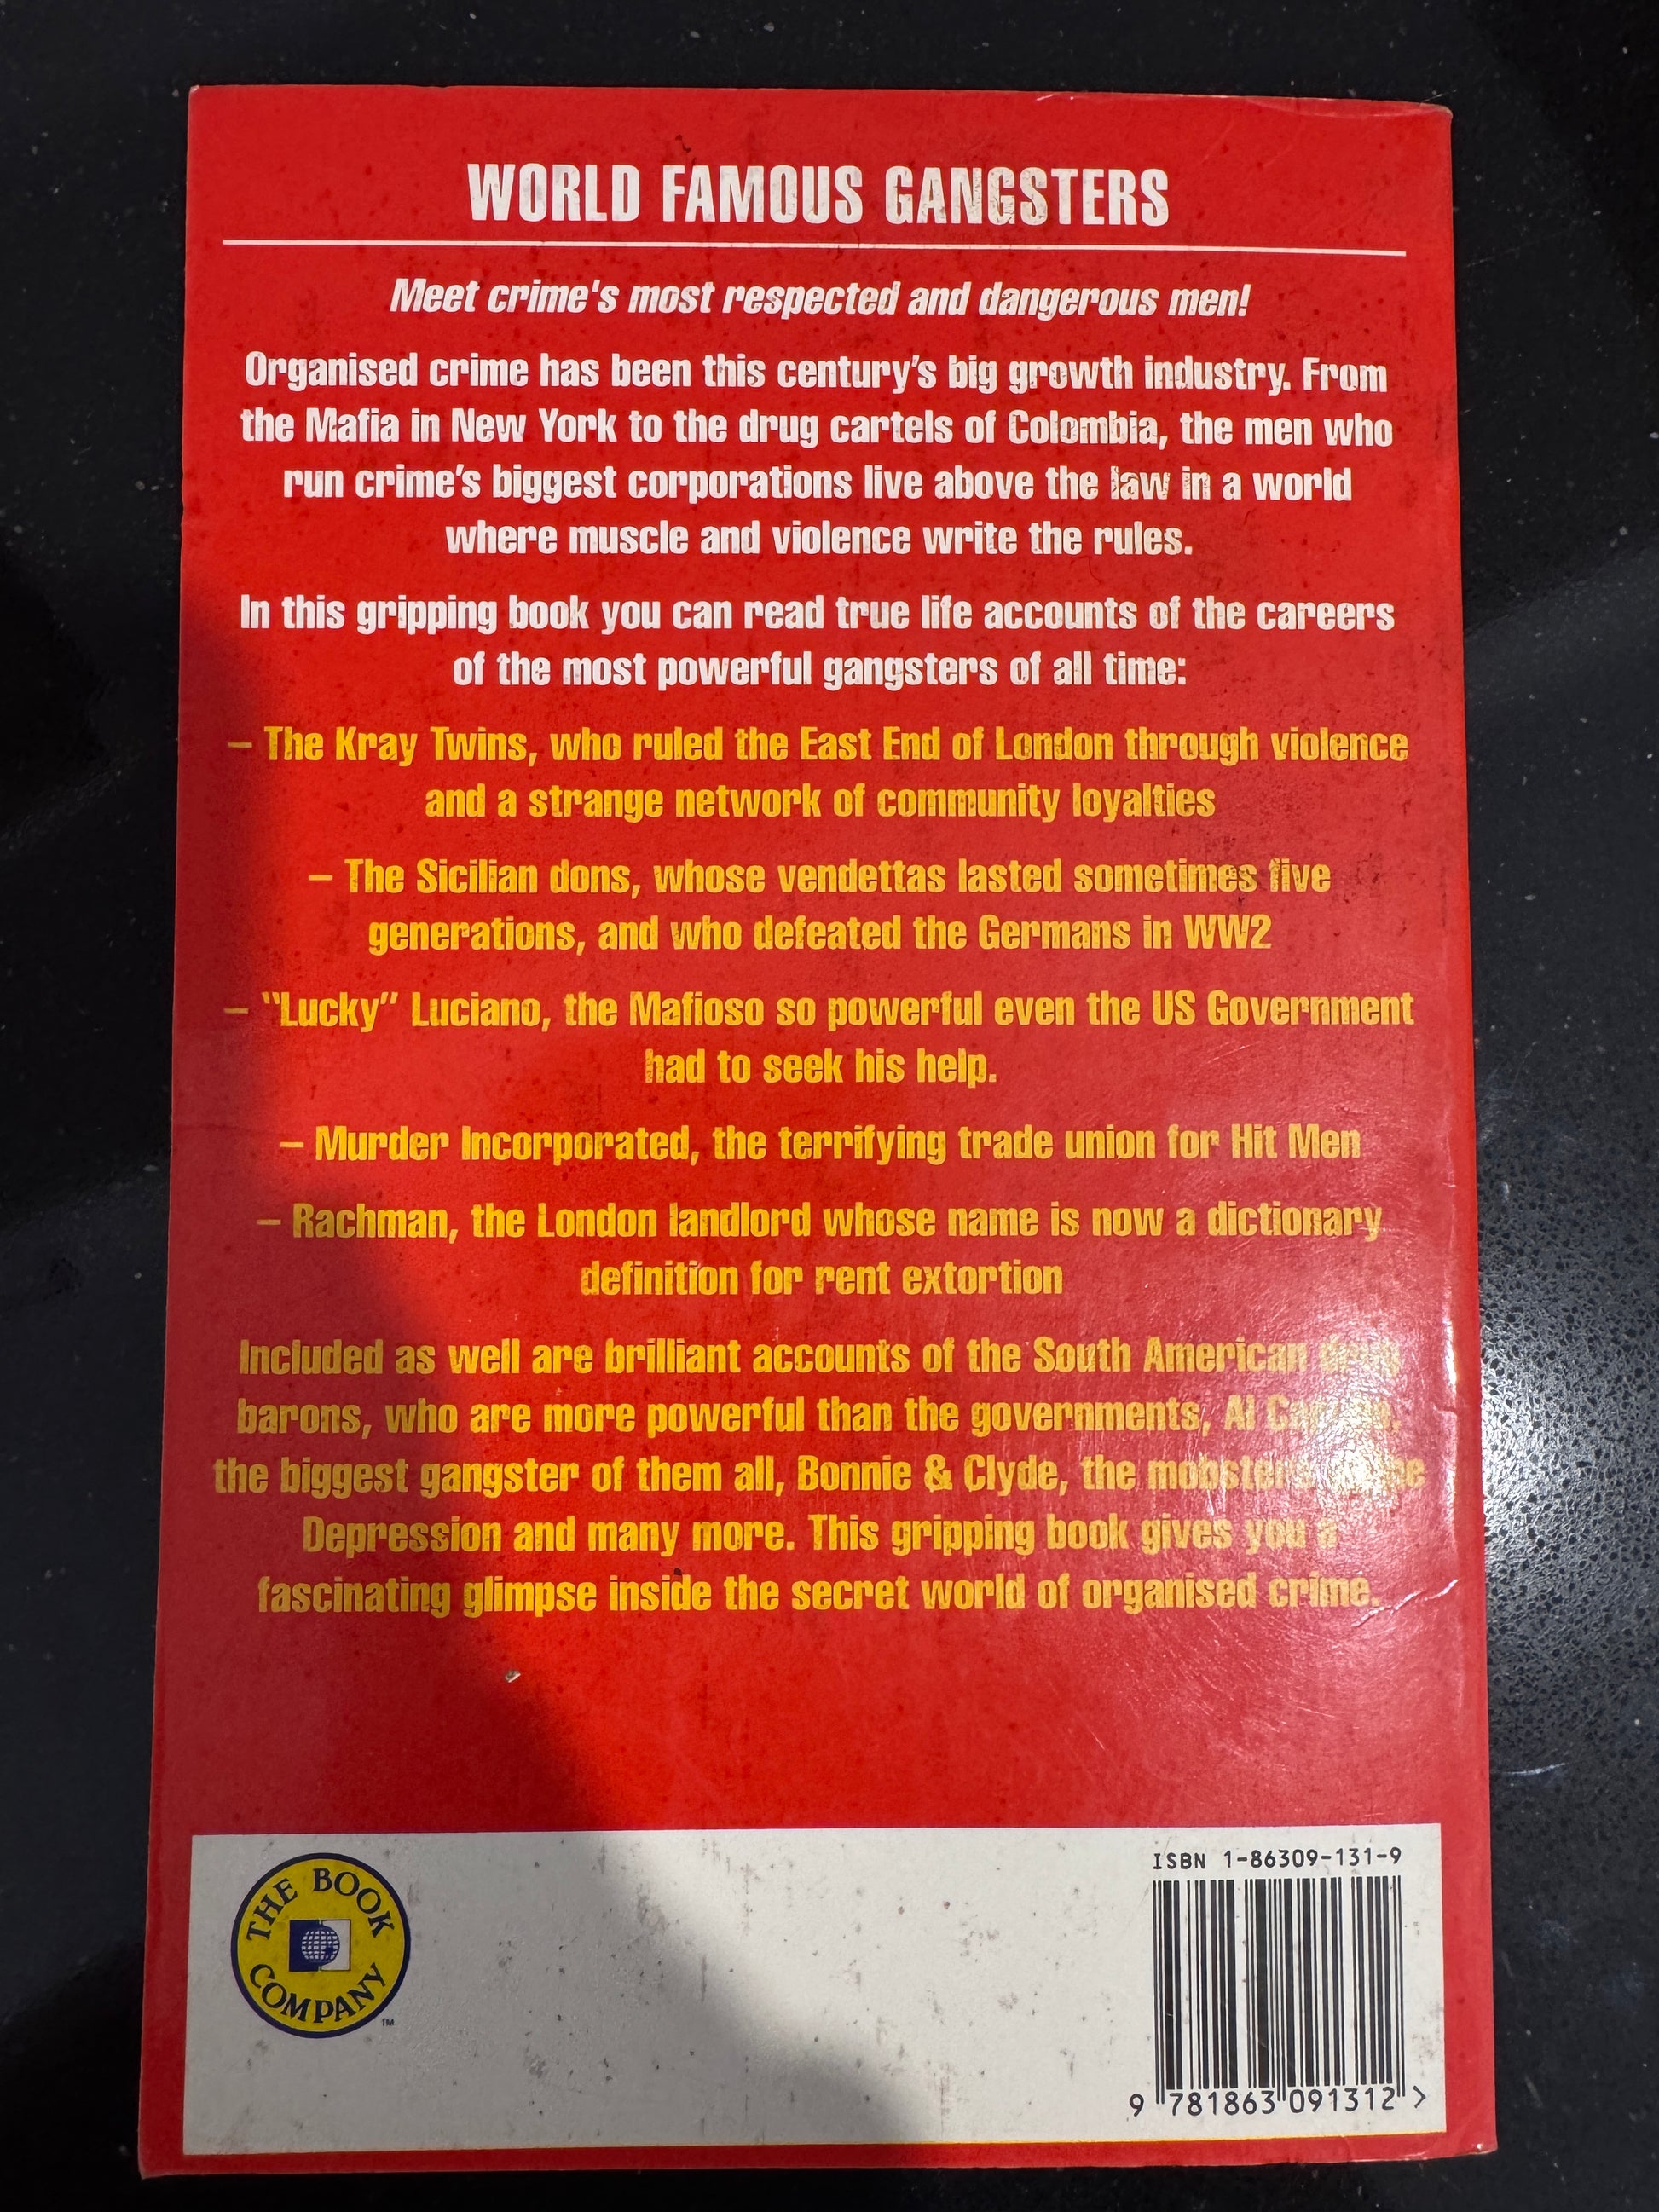 WORLD FAMOUS GANGSTERS
Meet crime's most respected and dangerous men!
Organised crime has been this century's big growth industry. From
the Mafia in New York to the drug cartels of Colombia, the men who
run crime's biggest corporations live above the law in a world
where muscle and violence write the rules.
In this gripping book you can read true life accounts of the careers
of the most powerful gangsters of all time:
– The Kray Twins, who ruled the East End of London through violence
and a strange network of community loyalties
– The Sicilian dons, whose vendettas lasted sometimes five
generations, and who defeated the Germans in WW2
– "Lucky" Luciano, the Mafioso so powerful even the US Government
had to seek his help.
– Murder Incorporated, the terrifying trade union for Hit Men
– Rachman, the London landlord whose name is now a dictionary
definition for rent extortion
Included as well are brilliant accounts of the South American
barons, who are more powerful than the governments, Al
the biggest gangster of them all, Bonnie & Clyde, the
Depression and many more. This gripping book gives you a
fascinating glimpse inside the secret world of organised crime.
THE BOOK
COMPANY
TM
ISBN 1-86309-131-9
9 781863 091312 >